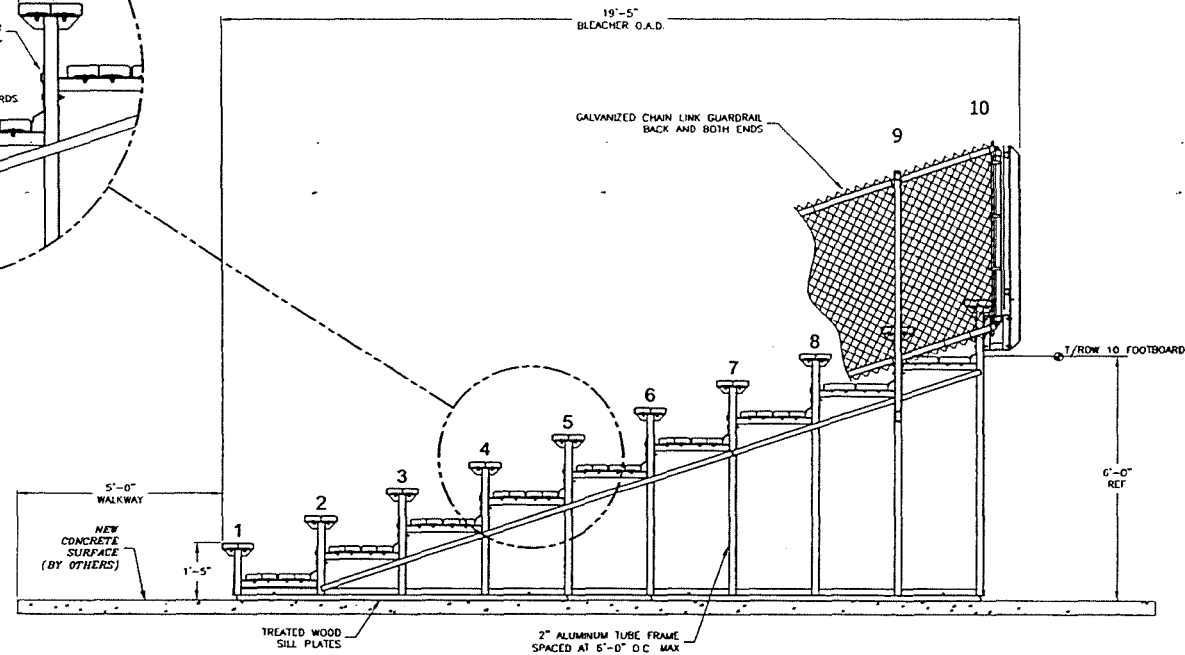 19'-5"
BLEACHER O.A.D.
RDS
GALVANIZED CHAIN LINK GUARDRAIL
BACK AND BOTH ENDS
10
9
8
7
6
5
4
3
2
1
T/ROW 10 FOOTBOARD
6'-0"
REF
5'-0"
WALKWAY
NEW
CONCRETE
SURFACE
(BY OTHERS)
1'-5"
TREATED WOOD
SILL PLATES
2" ALUMINUM TUBE FRAME
SPACED AT 6'-0" O.C. MAX